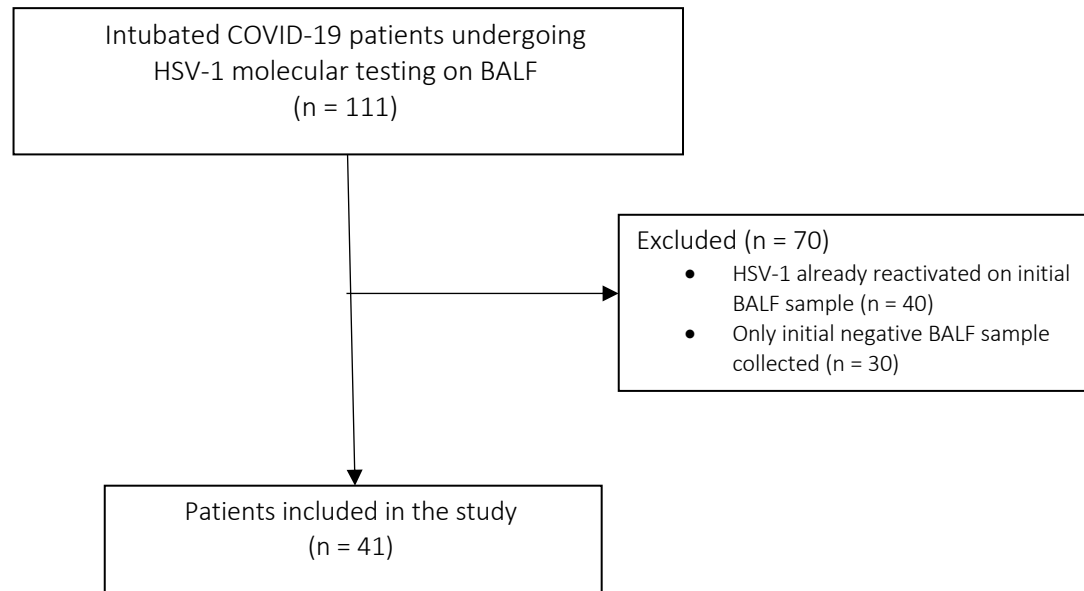 Intubated COVID-19 patients undergoing
HSV-1 molecular testing on BALF
(n = 111)
Excluded (n = 70)
• HSV-1 already reactivated on initial
BALF sample (n = 40)
• Only initial negative BALF sample
collected (n = 30)
Patients included in the study
(n = 41)